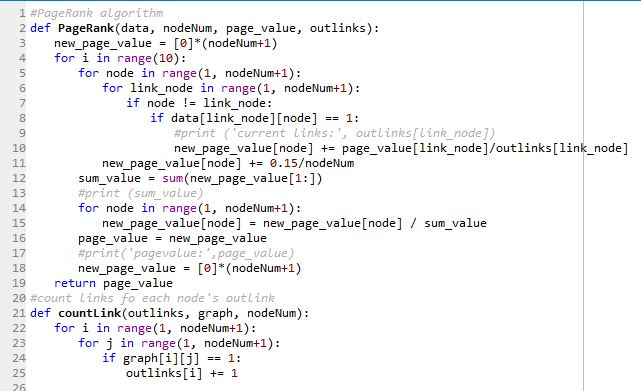 1 #PageRank algorithm
2 def PageRank(data, nodeNum, page_value, outlinks):
3     new_page_value = [0]*(nodeNum+1)
4     for i in range(10):
5         for node in range(1, nodeNum+1):
6             for link_node in range(1, nodeNum+1):
7                 if node != link_node:
8                     if data[link_node][node] == 1:
9                         #print ('current links:', outlinks[link_node])
10                         new_page_value[node] += page_value[link_node]/outlinks[link_node]
11             new_page_value[node] += 0.15/nodeNum
12         sum_value = sum(new_page_value[1:])
13         #print (sum_value)
14         for node in range(1, nodeNum+1):
15             new_page_value[node] = new_page_value[node] / sum_value
16         page_value = new_page_value
17         #print('pagevalue:',page_value)
18         new_page_value = [0]*(nodeNum+1)
19     return page_value
20 #count links fo each node's outlink
21 def countLink(outlinks, graph, nodeNum):
22     for i in range(1, nodeNum+1):
23         for j in range(1, nodeNum+1):
24             if graph[i][j] == 1:
25                 outlinks[i] += 1
26